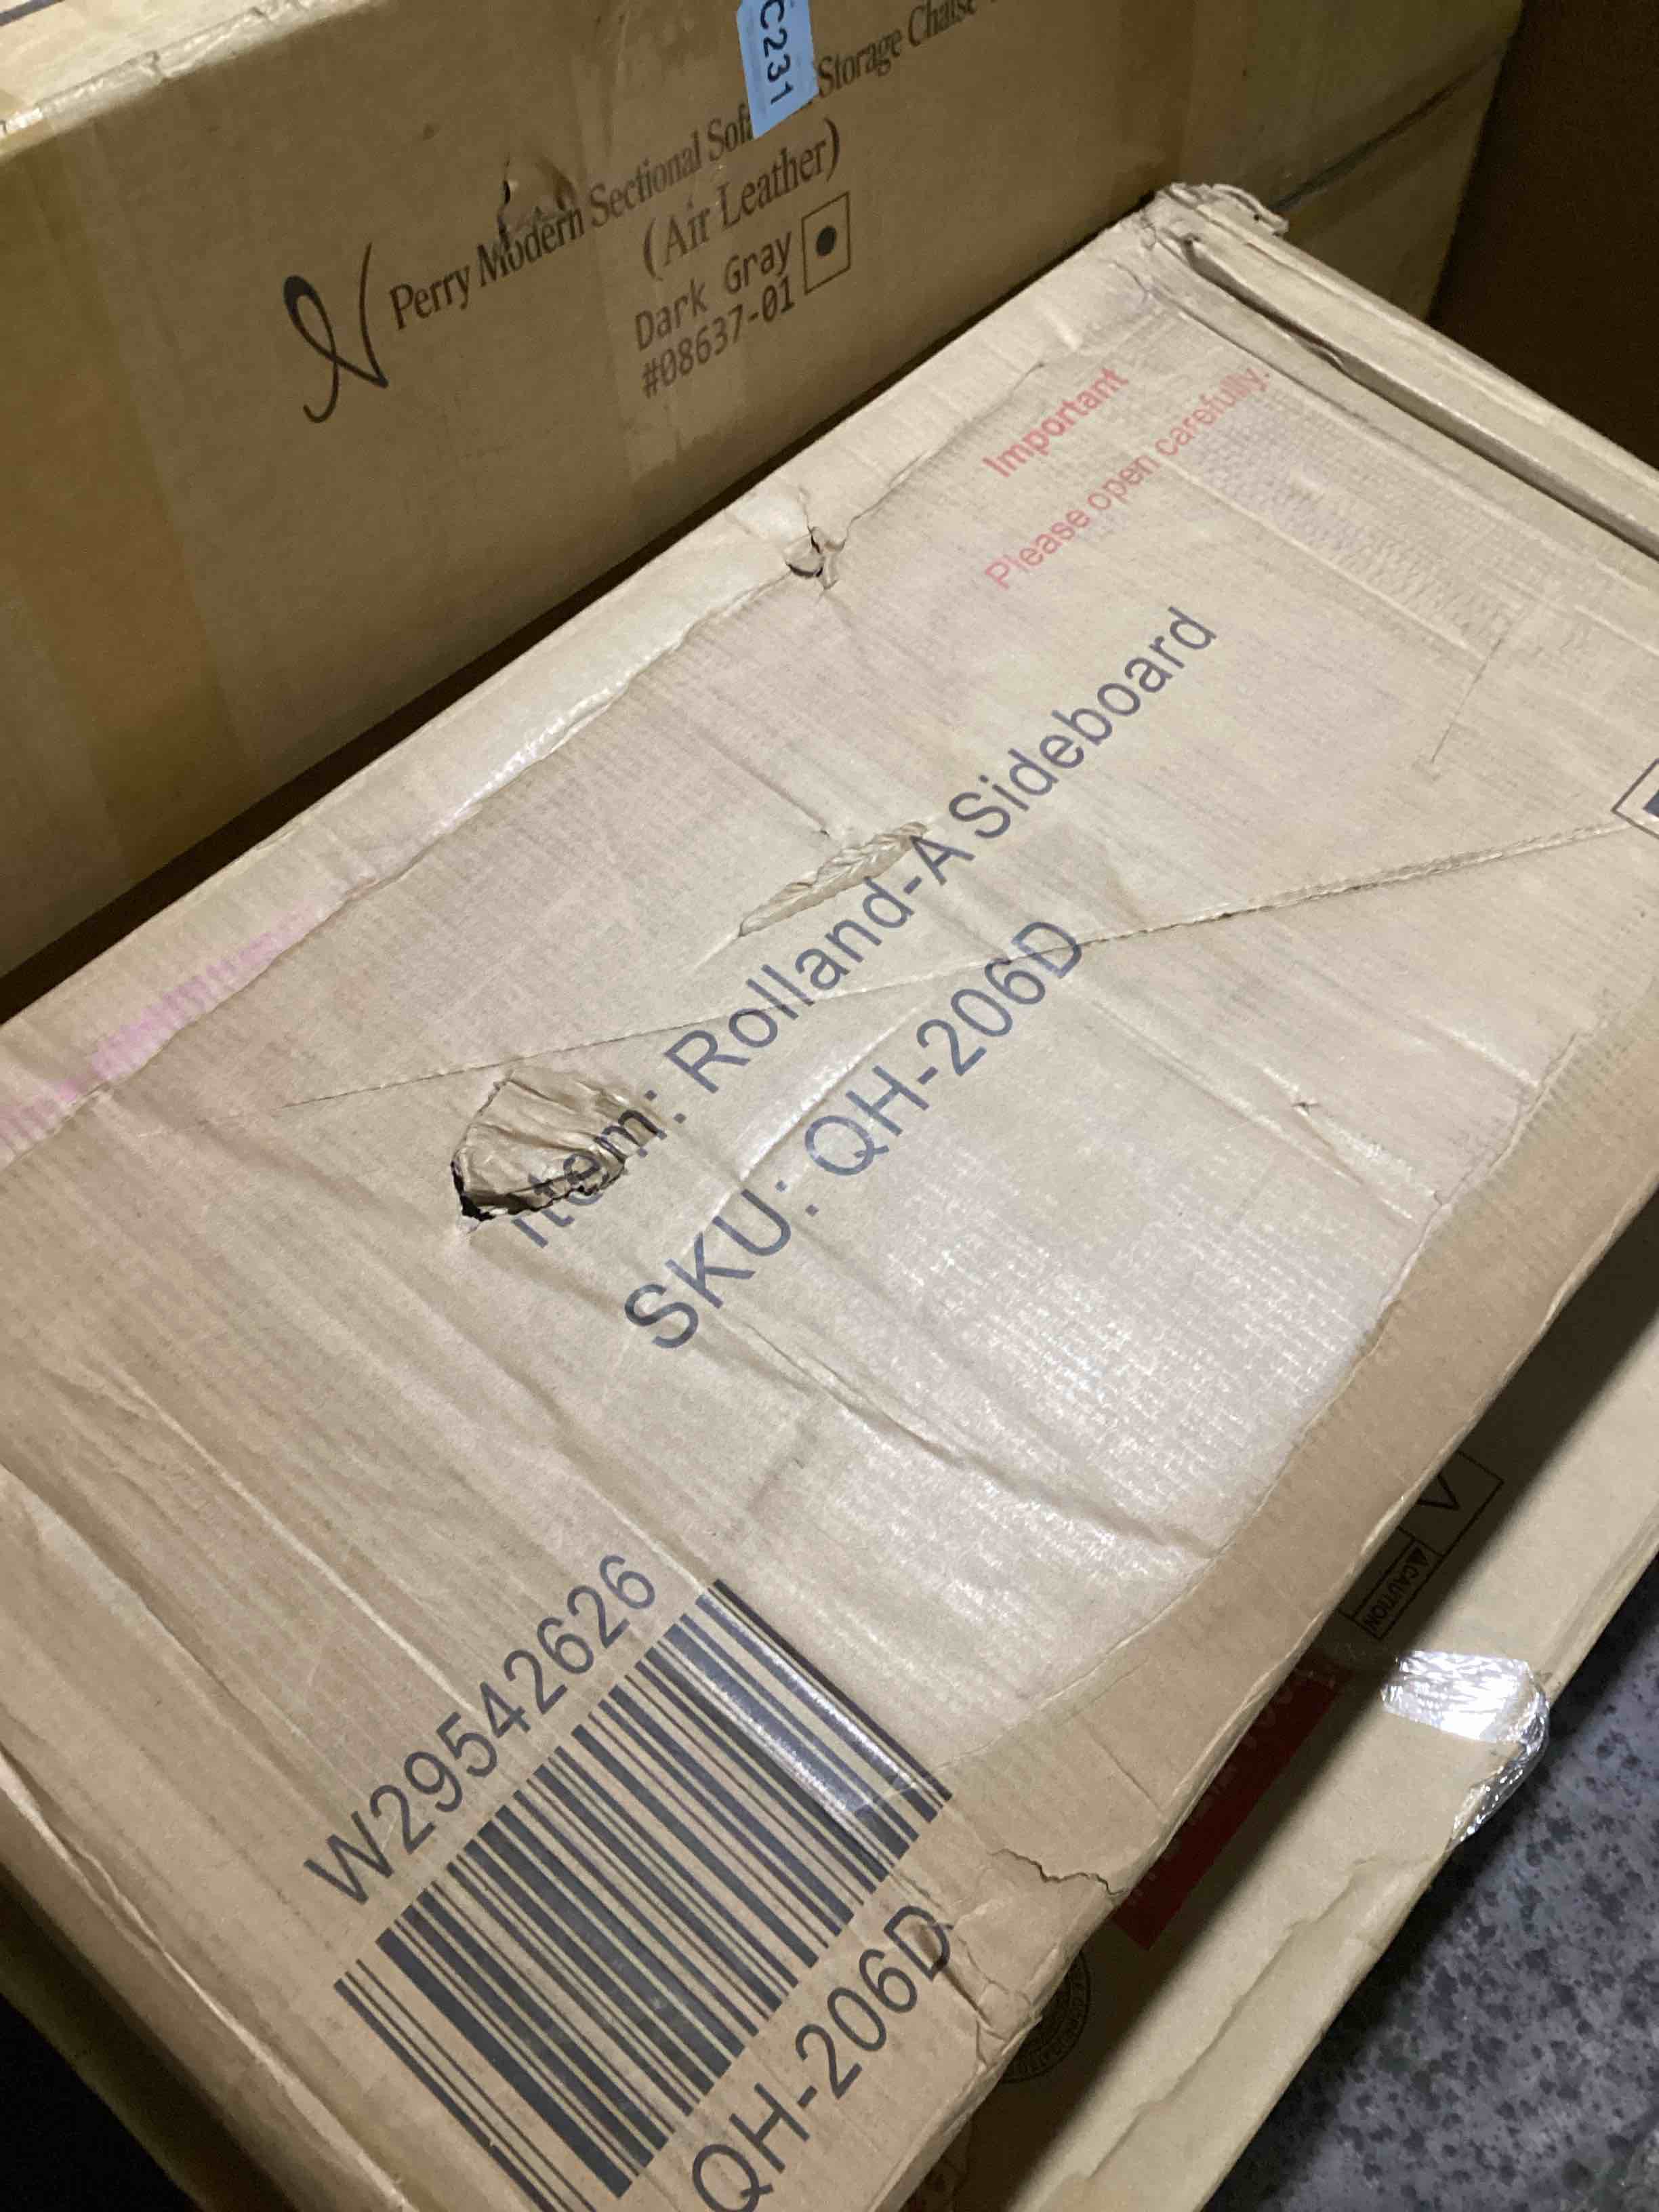 C231
Perry Modern Sectional Storage Chaise
(Air Leather)
Dark Gray
#08637-01
Important
Please open carefully.
Item: Rolland-A Sideboard
SKU: QH-206D
W29542626
QH-206D
CAUTION